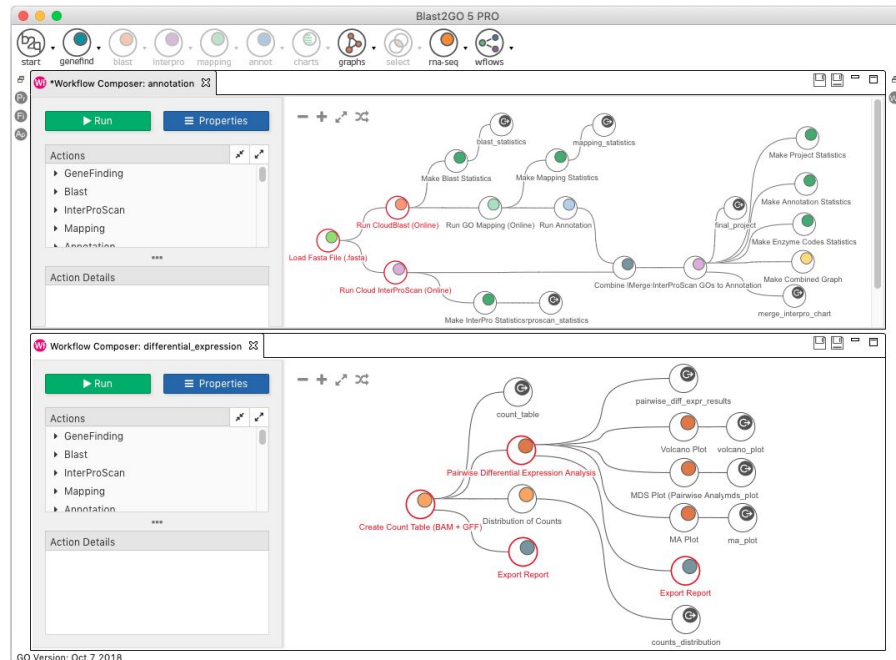 Blast2GO 5 PRO
b2g
start
genefind
blast
interpro
mapping
annot
charts
graphs
select
rna-seq
wflows
Wf *Workflow Composer: annotation
Run
Properties
Actions
GeneFinding
Blast
InterProScan
Mapping
Annotation
Action Details
blast_statistics
mapping_statistics
Make Project Statistics
Make Blast Statistics
Make Mapping Statistics
Make Annotation Statistics
Run CloudBlast (Online)
Run GO Mapping (Online)
Run Annotation
final_project
Make Enzyme Codes Statistics
Load Fasta File (.fasta)
Run Cloud InterProScan (Online)
Combine IMerge:InterProScan GOs to Annotation
Make Combined Graph
merge_interpro_chart
Make InterPro Statisticsrproscan_statistics
Wf Workflow Composer: differential_expression
Run
Properties
Actions
GeneFinding
Blast
InterProScan
Mapping
Annotation
Action Details
count_table
pairwise_diff_expr_results
Volcano Plot
volcano_plot
Pairwise Differential Expression Analysis
MDS Plot (Pairwise Analymds_plot
Create Count Table (BAM + GFF)
Distribution of Counts
MA Plot
ma_plot
Export Report
Export Report
counts_distribution
GO Version: Oct 7 2018